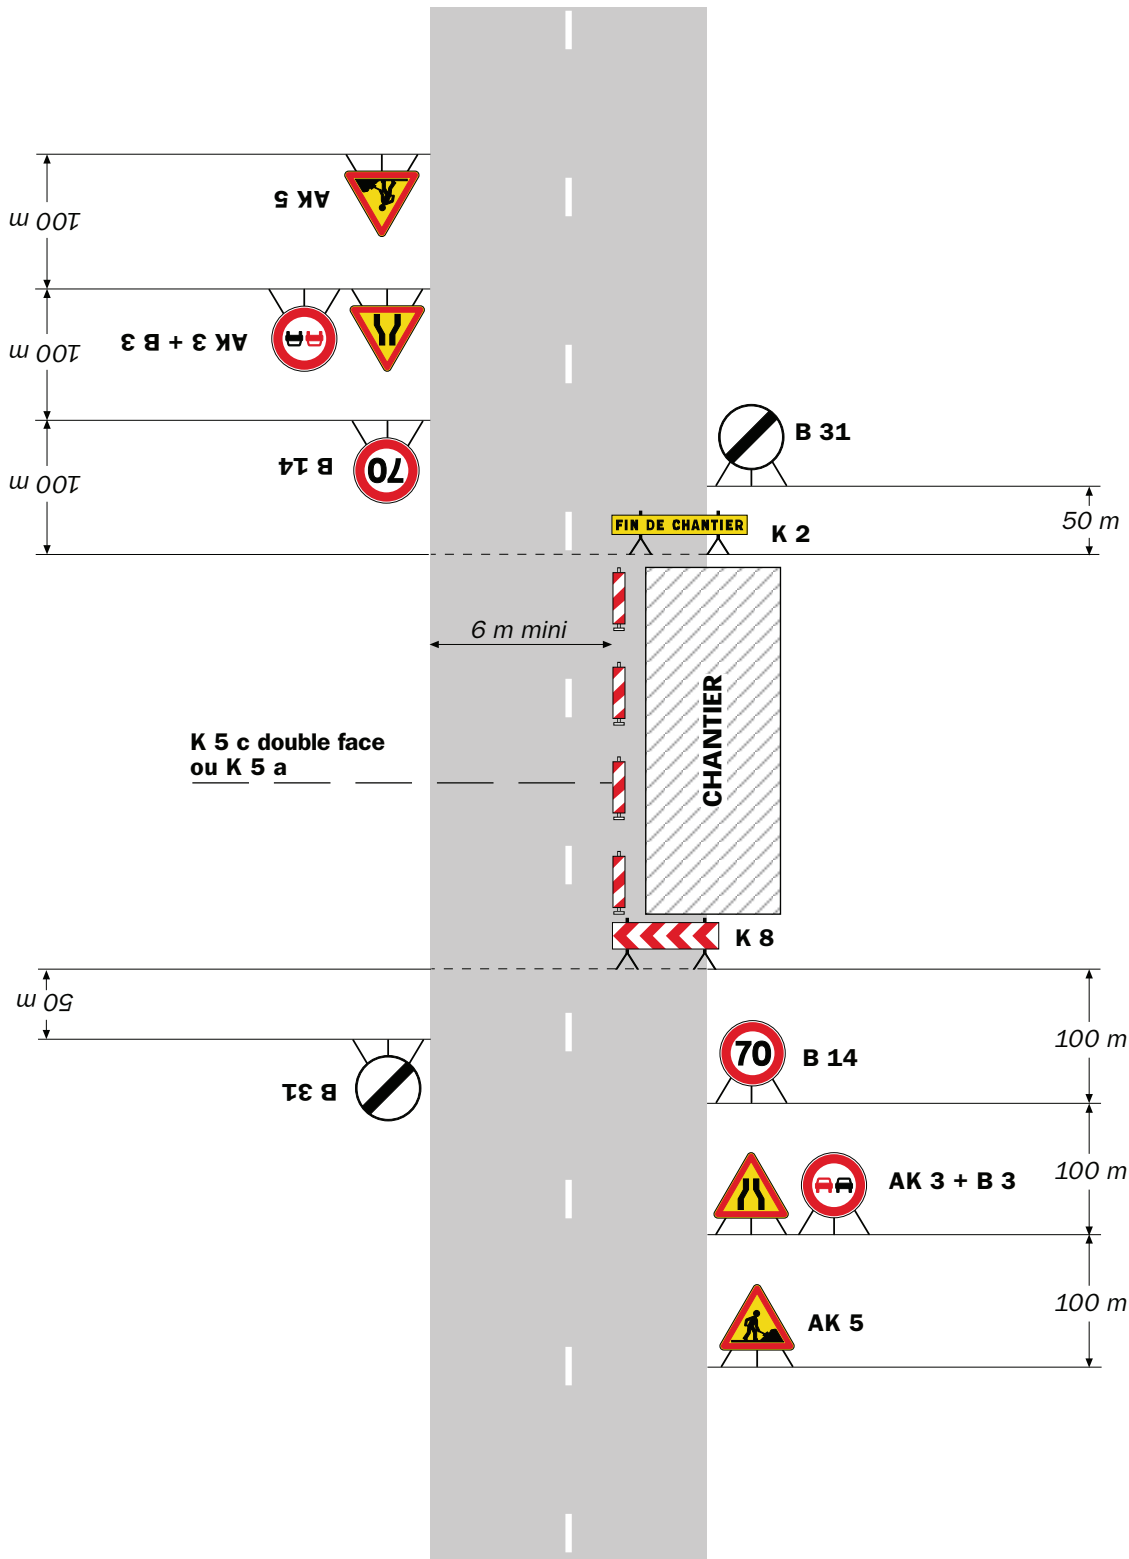 AK 5
100 m
AK 3 + B 3
100 m
70
B 14
100 m
B 31
50 m
FIN DE CHANTIER
K 2
6 m mini
CHANTIER
K 5 c double face
ou K 5 a
K 8
50 m
B 31
70
B 14
100 m
AK 3 + B 3
100 m
AK 5
100 m